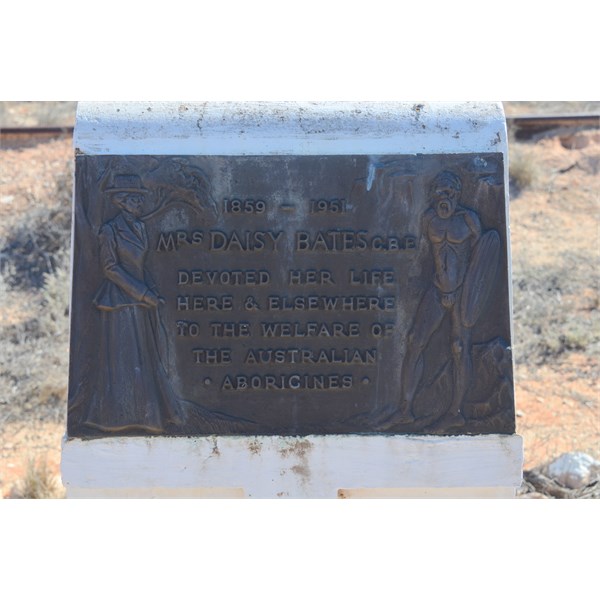 1859 – 1951
MRS DAISY BATES C.B.E.
DEVOTED HER LIFE
HERE & ELSEWHERE
TO THE WELFARE OF
THE AUSTRALIAN
· ABORIGINES ·